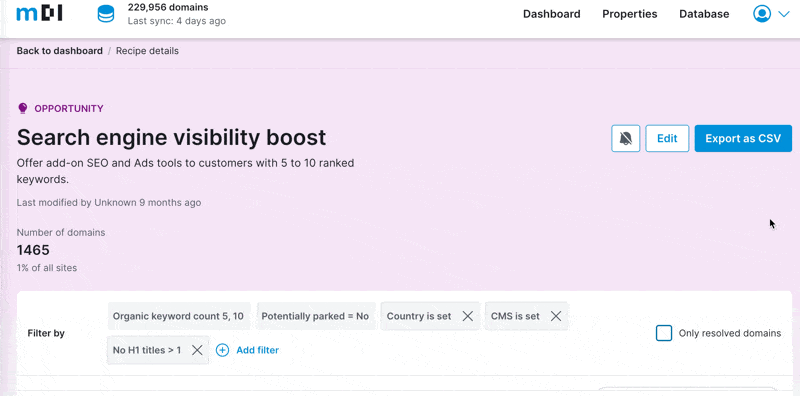 mDI
229,956 domains
Last sync: 4 days ago
Dashboard
Properties
Database
Back to dashboard / Recipe details
OPPORTUNITY
Search engine visibility boost
Edit
Export as CSV
Offer add-on SEO and Ads tools to customers with 5 to 10 ranked
keywords.
Last modified by Unknown 9 months ago
Number of domains
1465
1% of all sites
Filter by
Organic keyword count 5, 10
Potentially parked = No
Country is set
CMS is set
No H1 titles > 1
Add filter
Only resolved domains